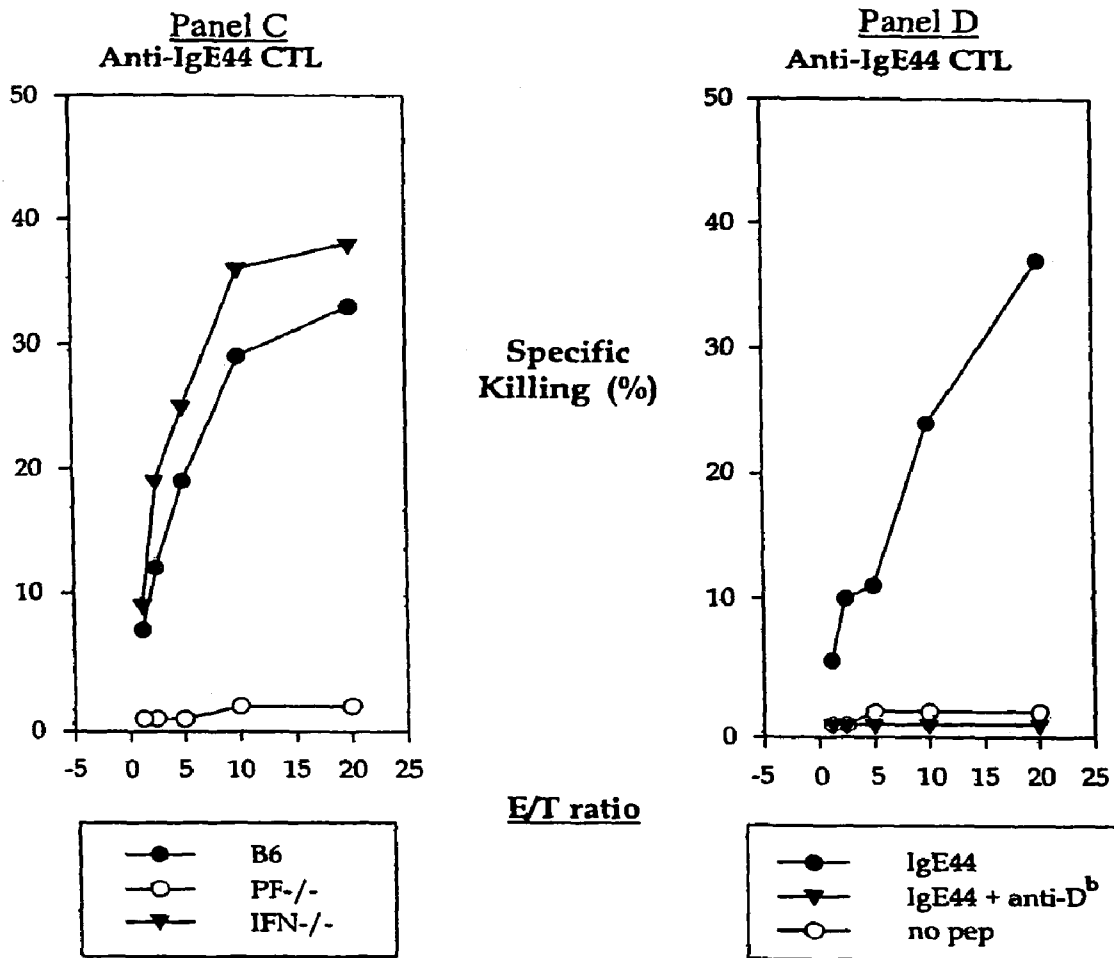 Panel C
Anti-IgE44 CTL
50
40
30
20
10
0
-5 0 5 10 15 20 25
B6
PF-/-
IFN-/-
Specific
Killing (%)
E/T ratio
Panel D
Anti-IgE44 CTL
50
40
30
20
10
0
-5 0 5 10 15 20 25
IgE44
IgE44 + anti-Dᵇ
no pep